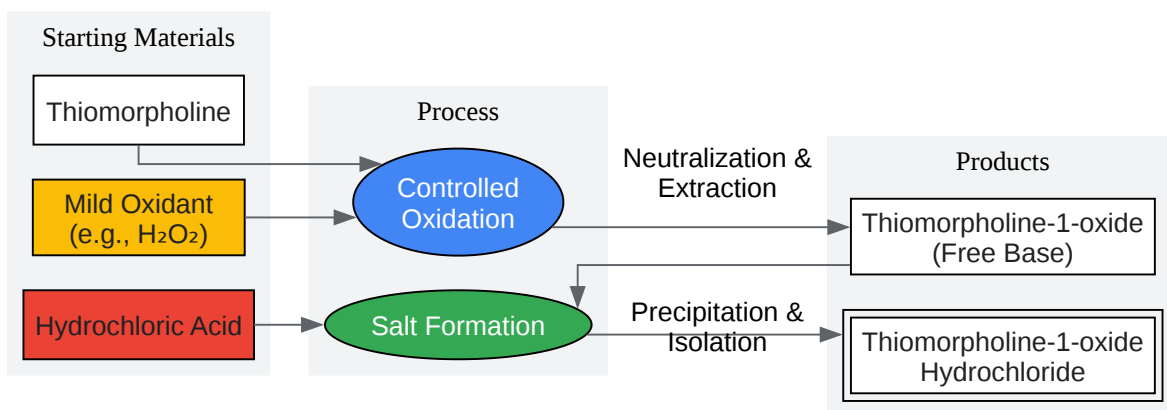 Starting Materials
Thiomorpholine
Mild Oxidant
(e.g., H₂O₂)
Hydrochloric Acid
Process
Controlled
Oxidation
Salt Formation
Neutralization &
Extraction
Precipitation &
Isolation
Products
Thiomorpholine-1-oxide
(Free Base)
Thiomorpholine-1-oxide
Hydrochloride